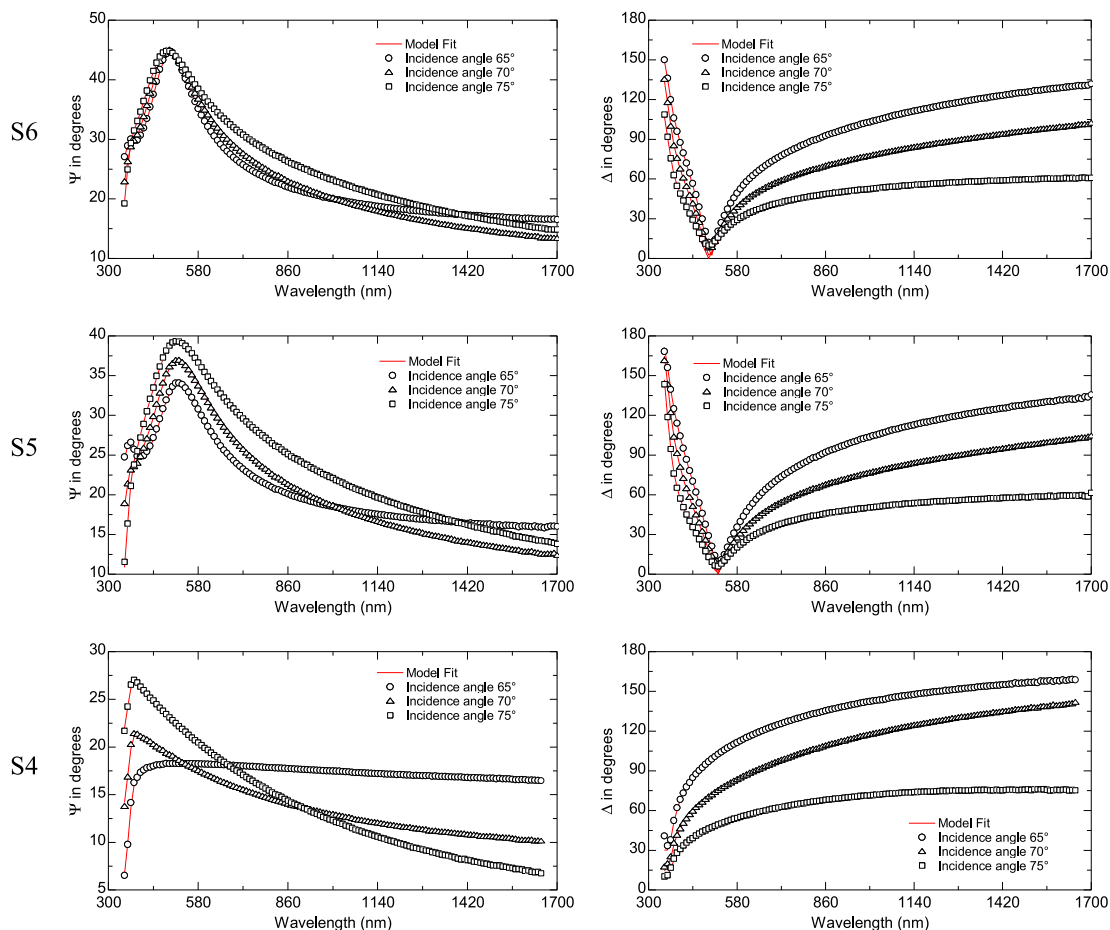 S6
Ψ in degrees
50
40
30
20
10
Model Fit
Incidence angle 65°
Incidence angle 70°
Incidence angle 75°
300 580 860 1140 1420 1700
Wavelength (nm)
Δ in degrees
180
150
120
90
60
30
0
Model Fit
Incidence angle 65°
Incidence angle 70°
Incidence angle 75°
300 580 860 1140 1420 1700
Wavelength (nm)
S5
Ψ in degrees
40
35
30
25
20
15
10
Model Fit
Incidence angle 65°
Incidence angle 70°
Incidence angle 75°
300 580 860 1140 1420 1700
Wavelength (nm)
Δ in degrees
180
150
120
90
60
30
0
Model Fit
Incidence angle 65°
Incidence angle 70°
Incidence angle 75°
300 580 860 1140 1420 1700
Wavelength (nm)
S4
Ψ in degrees
30
25
20
15
10
5
Model Fit
Incidence angle 65°
Incidence angle 70°
Incidence angle 75°
300 580 860 1140 1420 1700
Wavelength (nm)
Δ in degrees
180
150
120
90
60
30
0
Model Fit
Incidence angle 65°
Incidence angle 70°
Incidence angle 75°
300 580 860 1140 1420 1700
Wavelength (nm)